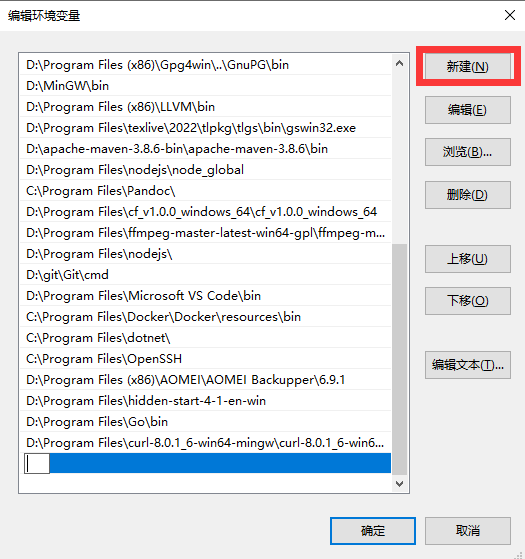 编辑环境变量
D:\Program Files (x86)\Gpg4win\..\GnuPG\bin
D:\MinGW\bin
D:\Program Files (x86)\LLVM\bin
D:\Program Files\texlive\2022\tlpkg\tlgs\bin\gswin32.exe
D:\apache-maven-3.8.6-bin\apache-maven-3.8.6\bin
D:\Program Files\nodejs\node_global
C:\Program Files\Pandoc\
D:\Program Files\cf_v1.0.0_windows_64\cf_v1.0.0_windows_64
D:\Program Files\ffmpeg-master-latest-win64-gpl\ffmpeg-m...
D:\Program Files\nodejs\
D:\git\Git\cmd
D:\Program Files\Microsoft VS Code\bin
C:\Program Files\Docker\Docker\resources\bin
C:\Program Files\dotnet\
C:\Program Files\OpenSSH
D:\Program Files (x86)\AOMEI\AOMEI Backupper\6.9.1
D:\Program Files\hidden-start-4-1-en-win
D:\Program Files\Go\bin
D:\Program Files\curl-8.0.1_6-win64-mingw\curl-8.0.1_6-win6...
新建(N)
编辑(E)
浏览(B)...
删除(D)
上移(U)
下移(O)
编辑文本(T)...
确定
取消